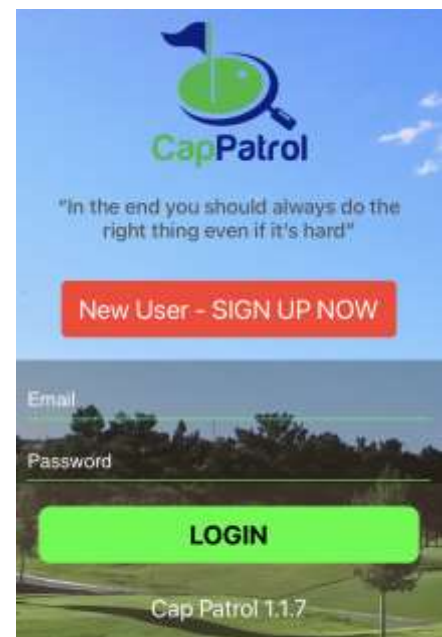 CapPatrol
"In the end you should always do the
right thing even if it's hard"
New User - SIGN UP NOW
Email
Password
LOGIN
Cap Patrol 1.1.7